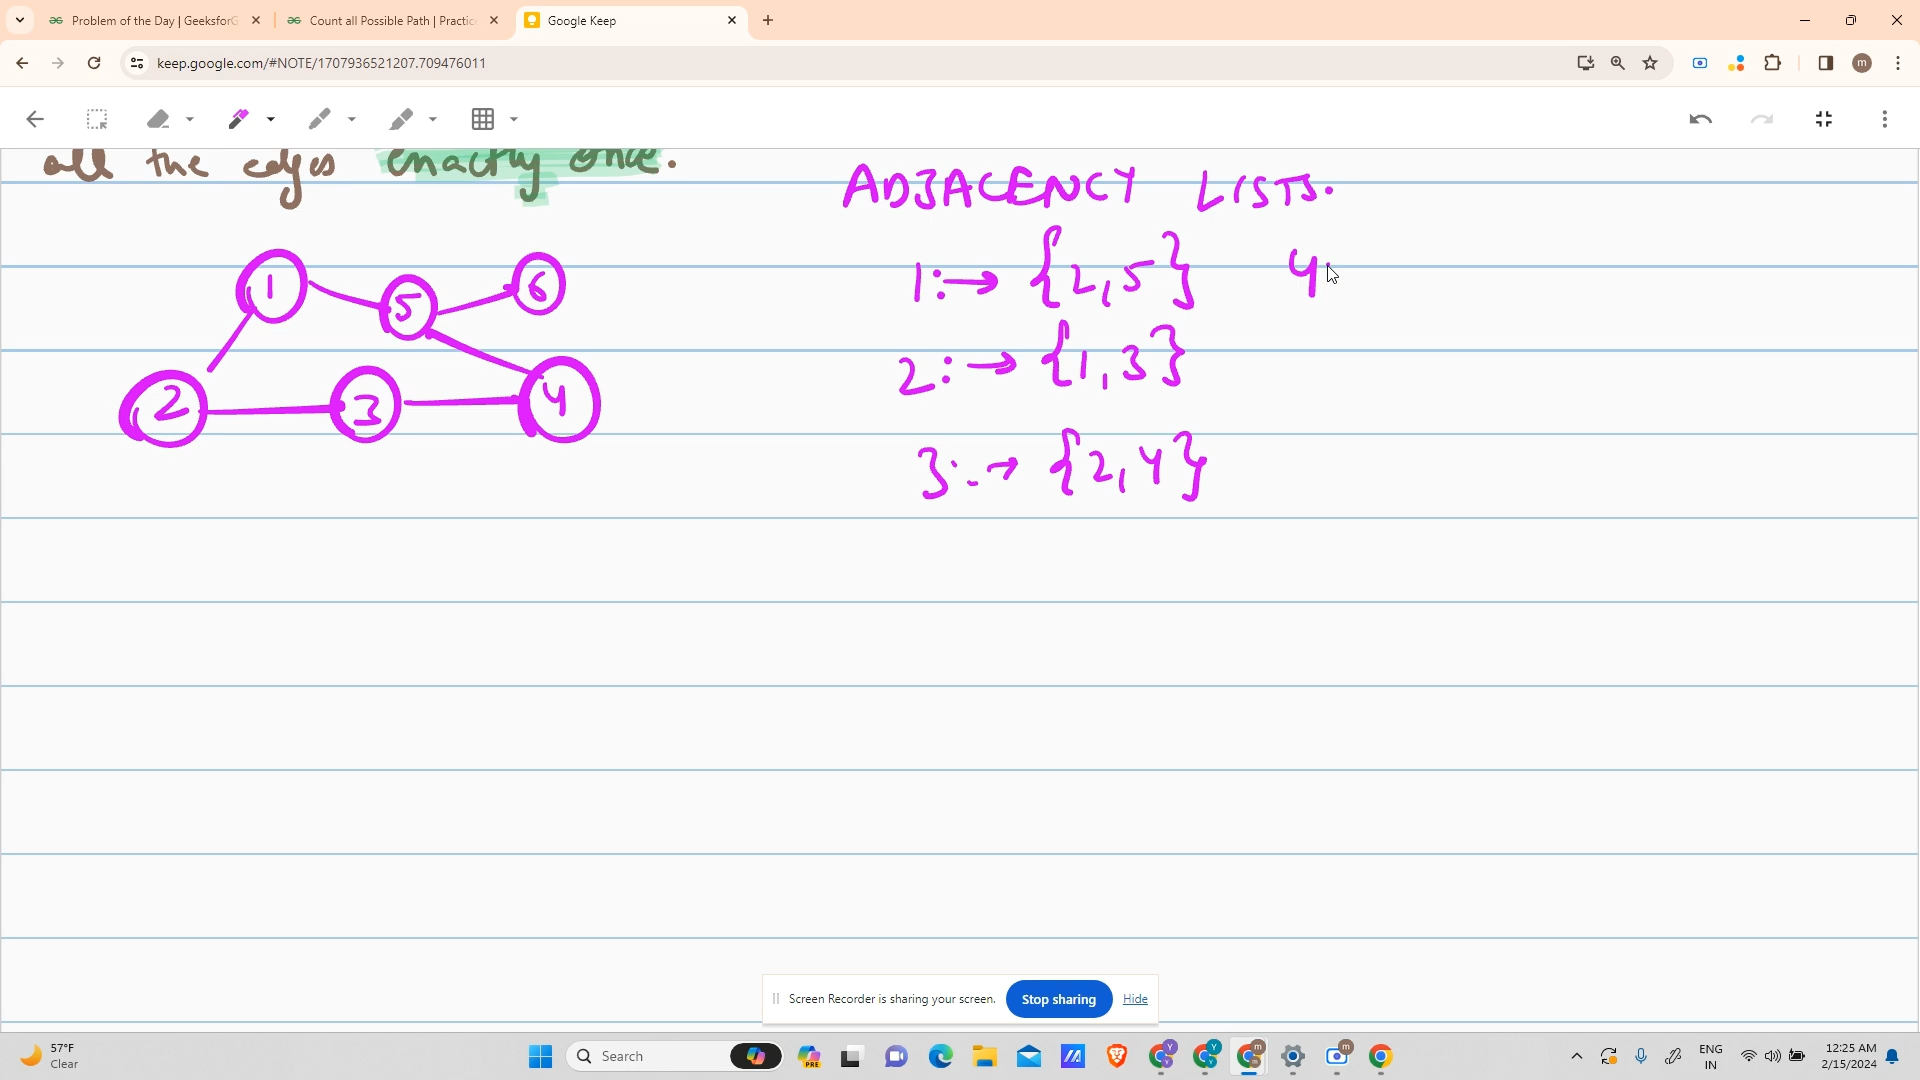 Problem of the Day | GeeksforG
Count all Possible Path | Practice
Google Keep
keep.google.com/#NOTE/1707936521207.709476011
m
all the edges exactly once.
ADJACENCY LISTS.
1:→ {2,5} 4
2:→ {1,3}
3:→ {2,4}
1
5
6
2
3
4
Screen Recorder is sharing your screen. Stop sharing Hide
57°F
Clear
Search
PRE
ENG
IN
12:25 AM
2/15/2024